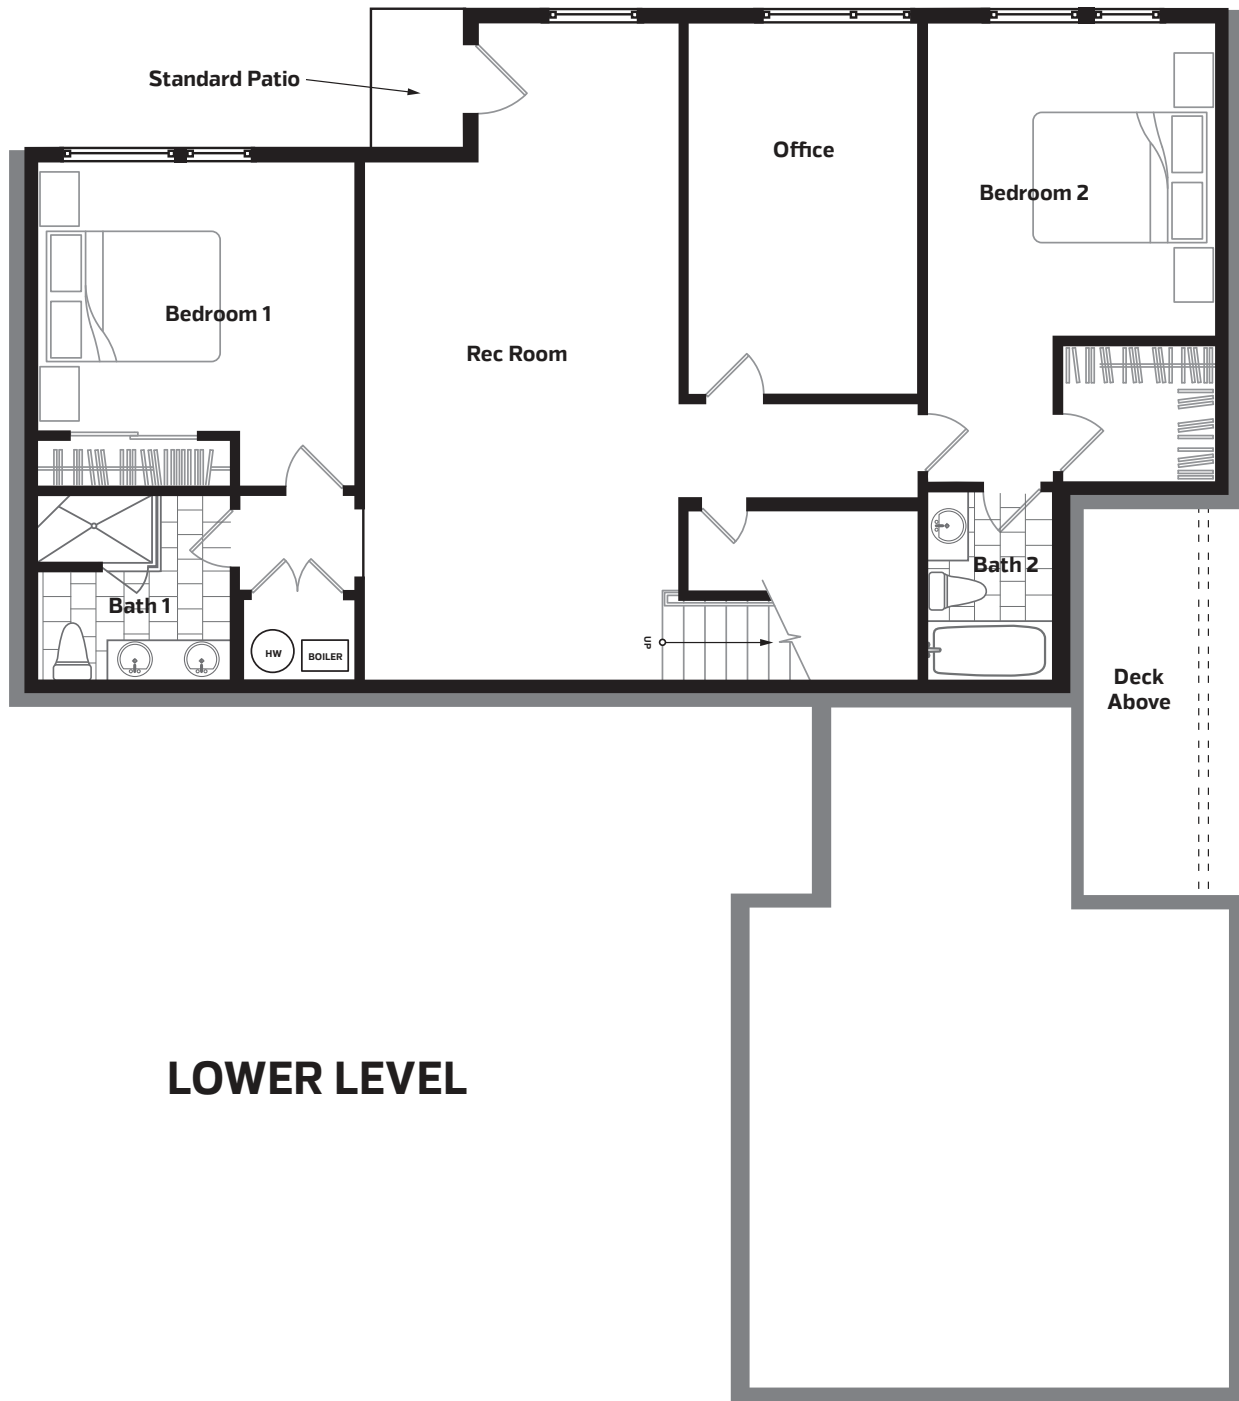 Standard Patio
Office
Bedroom 2
Bedroom 1
Rec Room
Bath 2
Bath 1
UP
HW
BOILER
Deck
Above
LOWER LEVEL